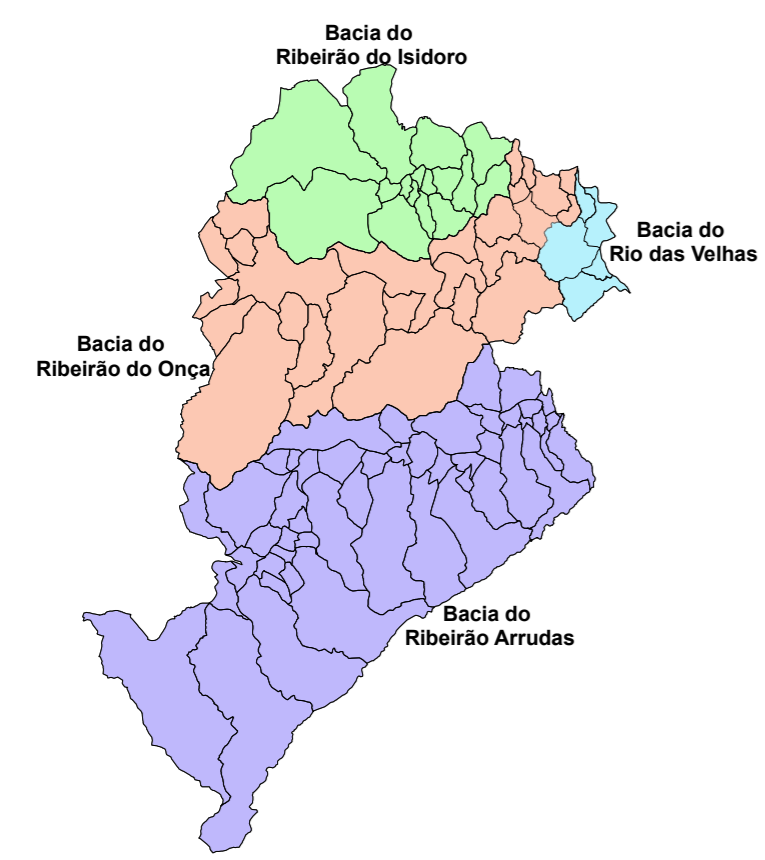 Bacia do
Ribeirão do Isidoro
Bacia do
Rio das Velhas
Bacia do
Ribeirão do Onça
Bacia do
Ribeirão Arrudas